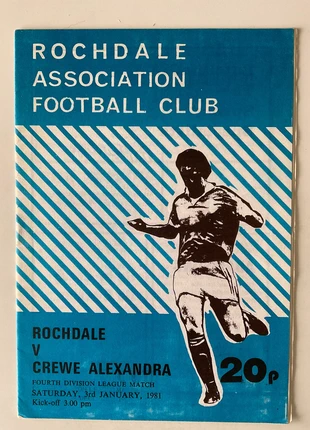 ROCHDALE
ASSOCIATION
FOOTBALL CLUB
ROCHDALE
V
CREWE ALEXANDRA
FOURTH DIVISION LEAGUE MATCH
SATURDAY, 3rd JANUARY, 1981
Kick-off 3.00 pm
20p